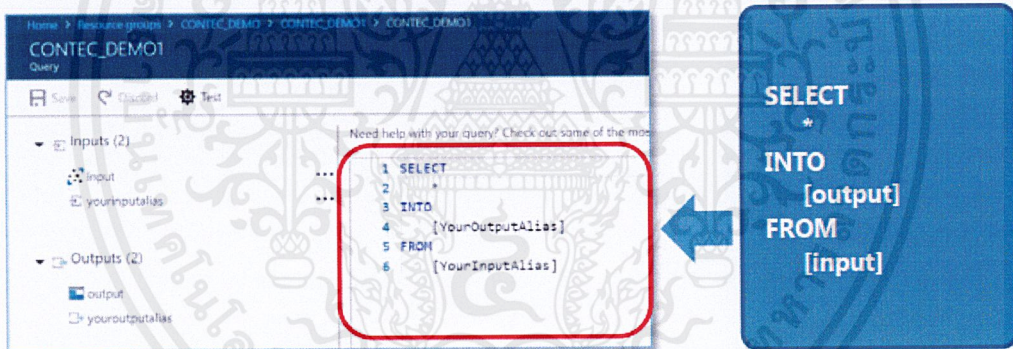 Home > Resource groups > CONTEC_DEMO > CONTEC_DEMO1 > CONTEC_DEMO1
CONTEC_DEMO1
Query
Save Discard Test
Need help with your query? Check out some of the mos
Inputs (2)
input
yourinputalias
Outputs (2)
output
youroutputalias
1 SELECT
2 *
3 INTO
4 [YourOutputAlias]
5 FROM
6 [YourInputAlias]
SELECT
*
INTO
[output]
FROM
[input]